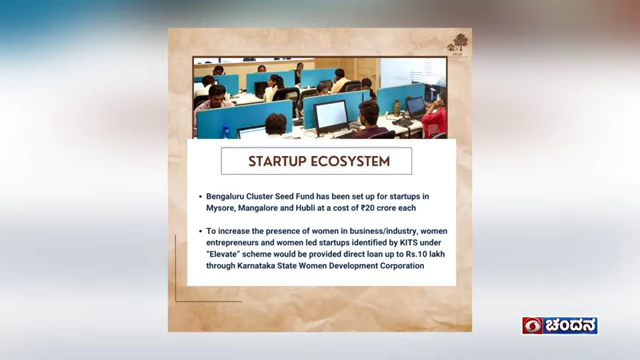 STARTUP ECOSYSTEM
• Bengaluru Cluster Seed Fund has been set up for startups in
Mysore, Mangalore and Hubli at a cost of ₹20 crore each
• To increase the presence of women in business/industry, women
entrepreneurs and women led startups identified by KITS under
"Elevate" scheme would be provided direct loan up to Rs.10 lakh
through Karnataka State Women Development Corporation
ಚಂದನ